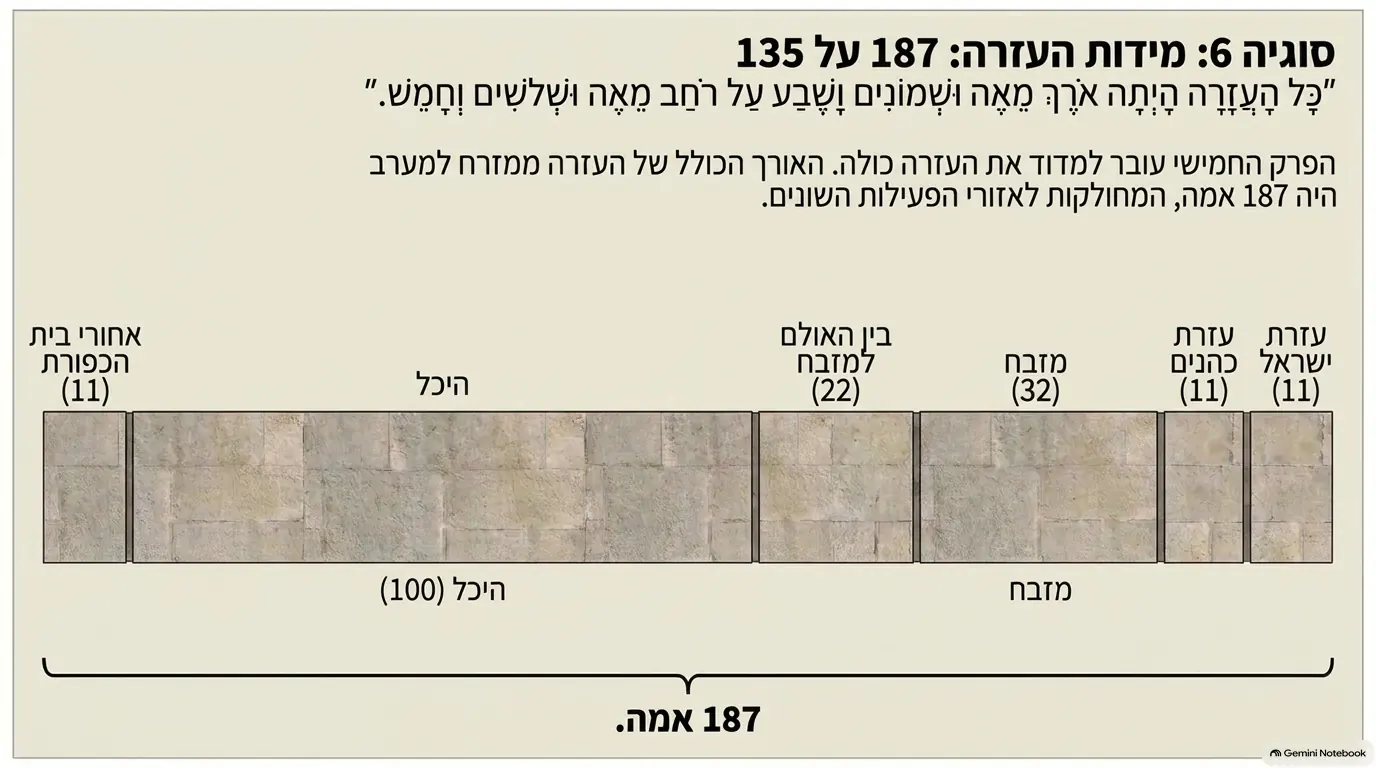 סוגיה 6: מידות העזרה: 187 על 135
"כָּל הָעֲזָרָה הָיְתָה אֹרֶךְ מֵאָה וּשְׁמוֹנִים וָשֶׁבַע עַל רֹחַב מֵאָה וּשְׁלֹשִׁים וְחָמֵשׁ."
הפרק החמישי עובר למדוד את העזרה כולה. האורך הכולל של העזרה ממזרח למערב
היה 187 אמה, המחולקות לאזורי הפעילות השונים.
עזרת
ישראל
(11)
עזרת
כהנים
(11)
מזבח
(32)
בין האולם
למזבח
(22)
היכל
אחורי בית
הכפורת
(11)
מזבח
היכל (100)
187 אמה.
Gemini Notebook